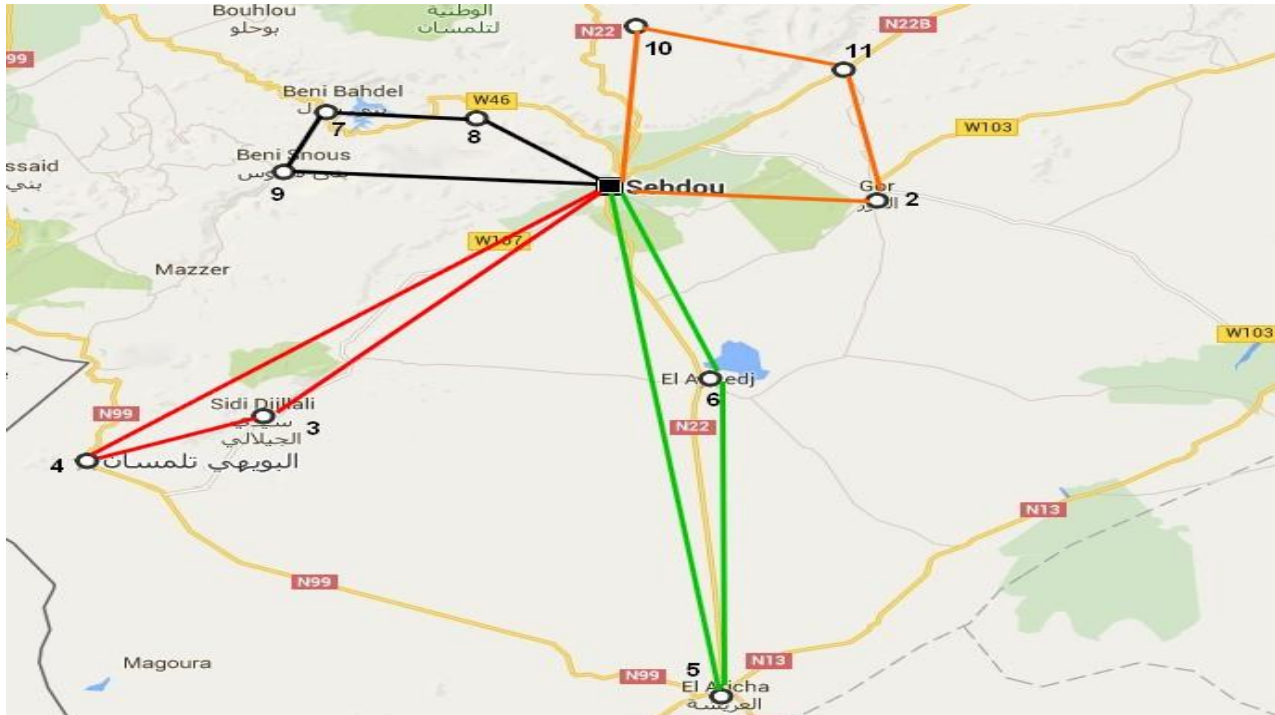 Bouhlou
بوحلو
الوطنية
لتلمسان
N22
N22B
10
11
99
Beni Bahdel
W46
7
8
W103
ssaid
بني
Beni Snous
9
Sebdou
Gor
2
W107
Mazzer
W103
El Aouedj
6
N99
Sidi Djillali
سيدي
الجيلالي
3
N22
4
البويهي تلمسان
N13
N99
Magoura
N99
5
N13
El Aricha
العريشة